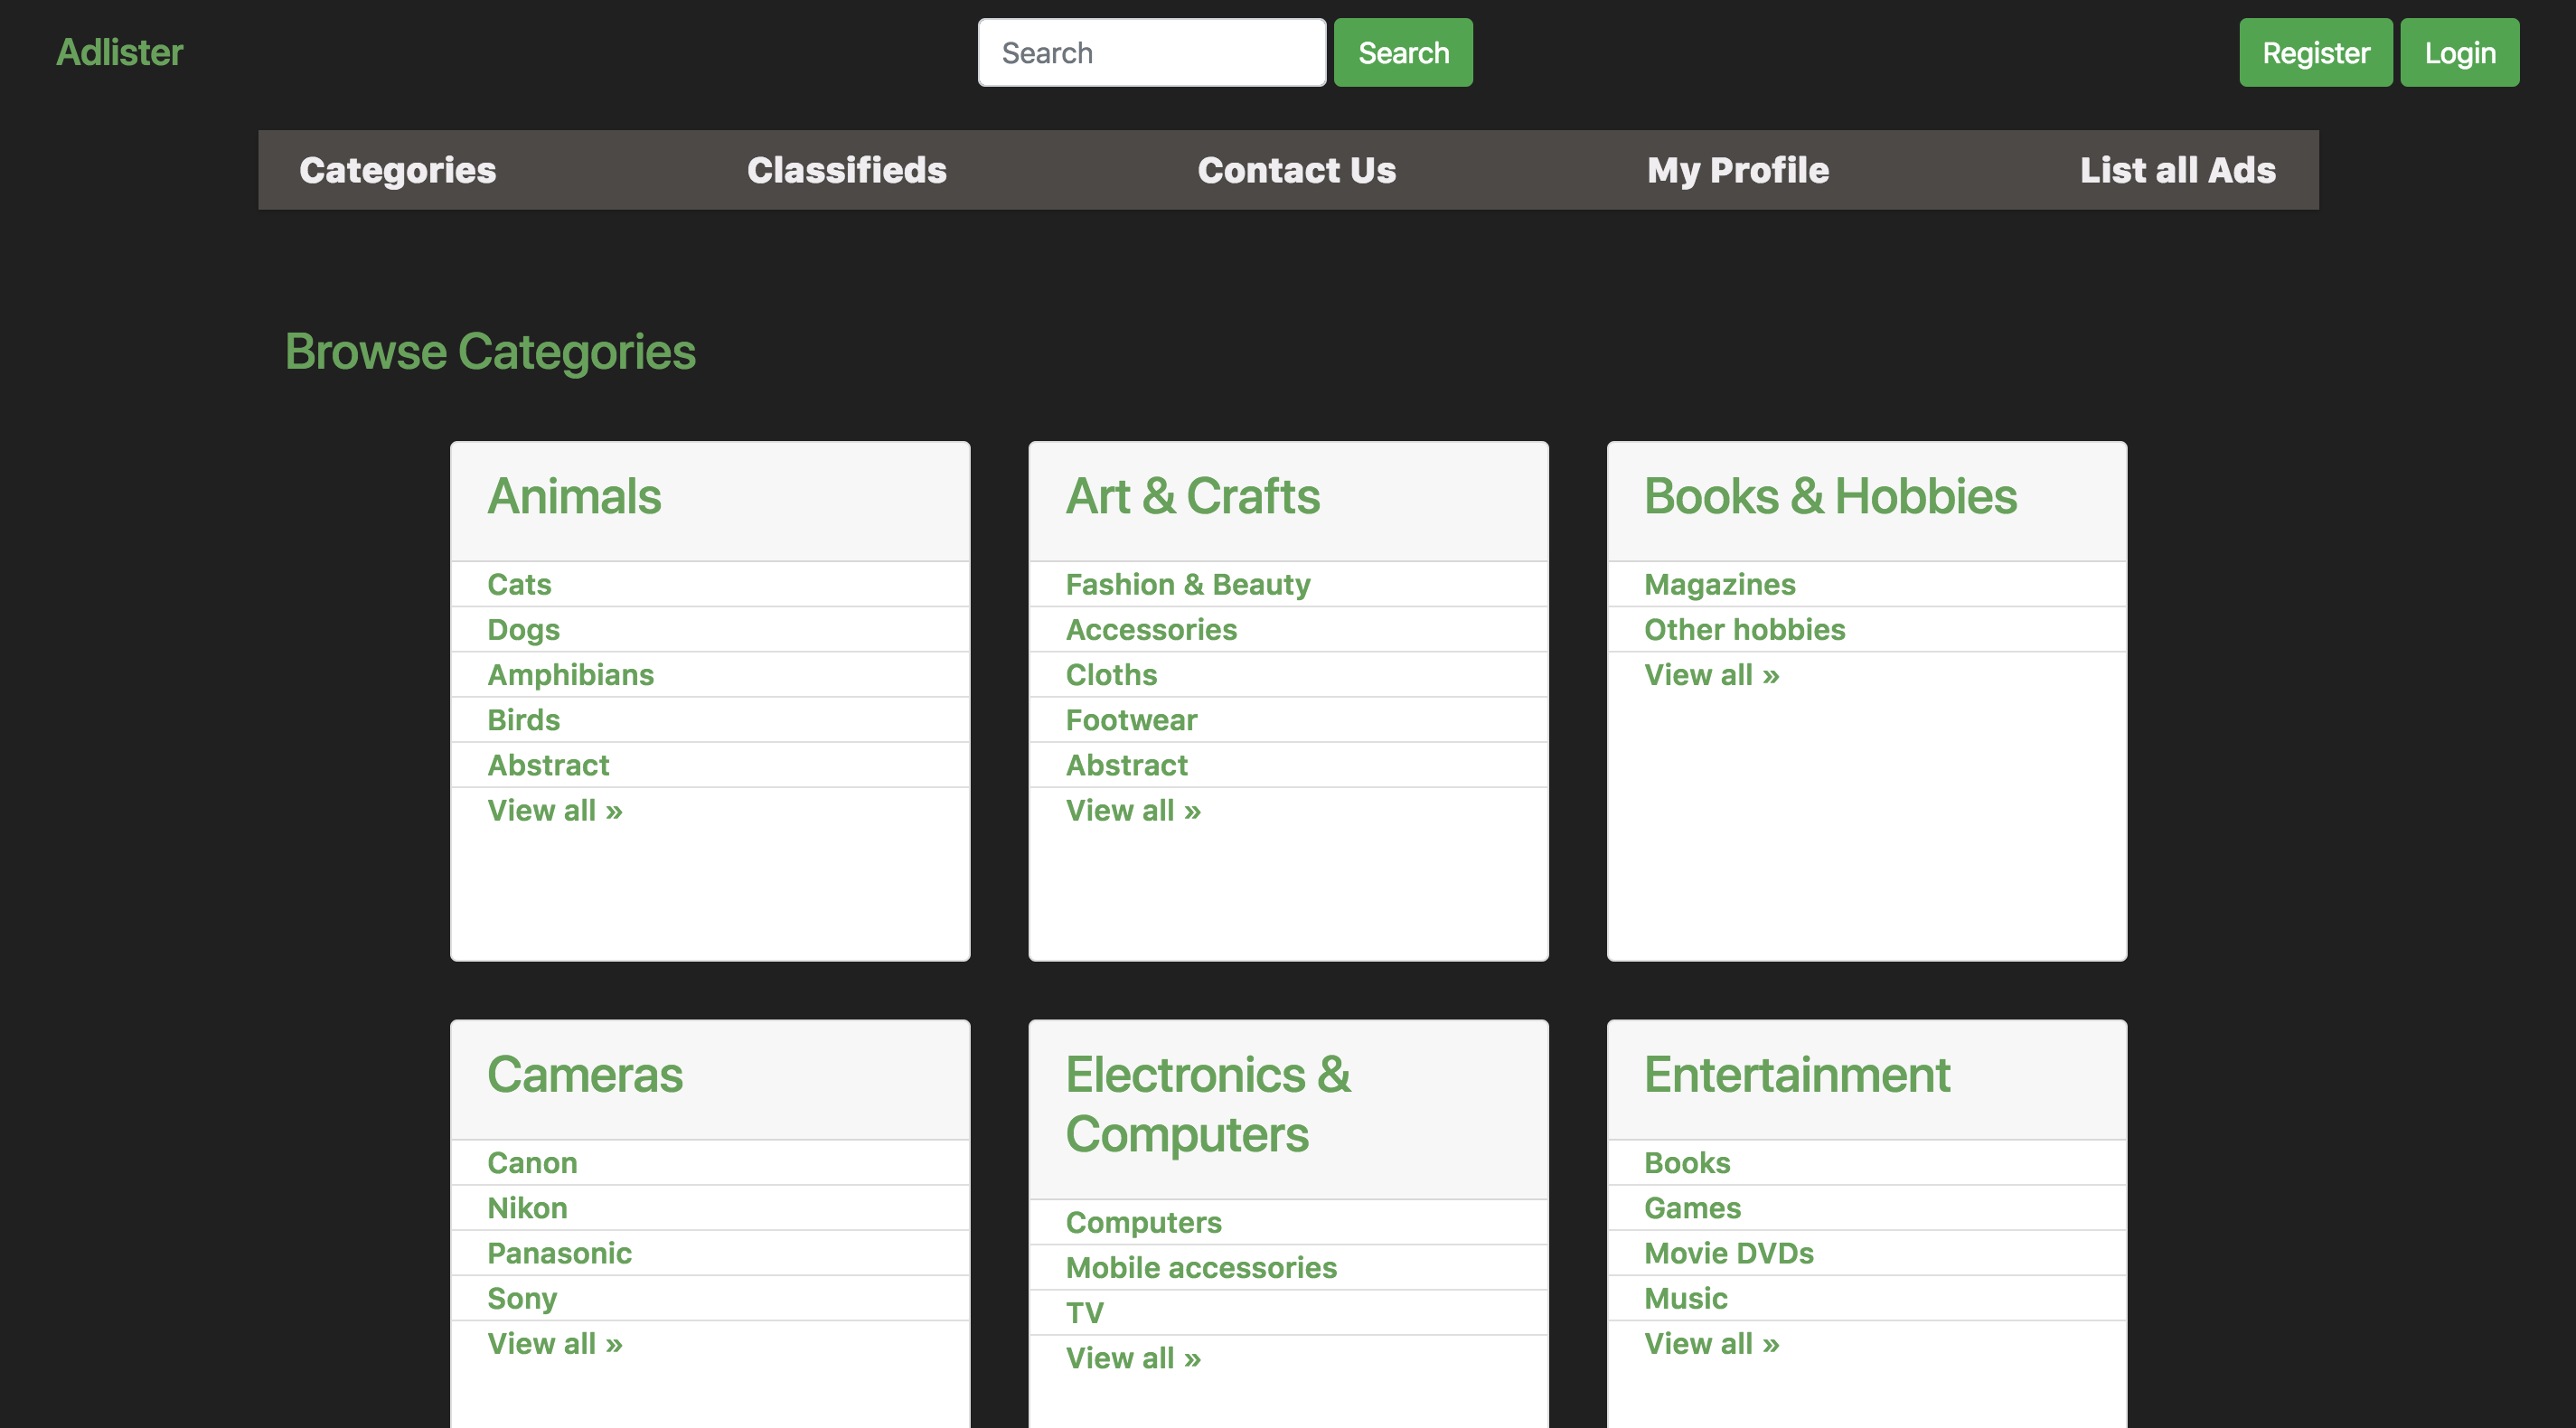 Adlister
Search
Search
Register
Login
Categories
Classifieds
Contact Us
My Profile
List all Ads
Browse Categories
Animals
Cats
Dogs
Amphibians
Birds
Abstract
View all »
Art & Crafts
Fashion & Beauty
Accessories
Cloths
Footwear
Abstract
View all »
Books & Hobbies
Magazines
Other hobbies
View all »
Cameras
Canon
Nikon
Panasonic
Sony
View all »
Electronics &
Computers
Computers
Mobile accessories
TV
View all »
Entertainment
Books
Games
Movie DVDs
Music
View all »